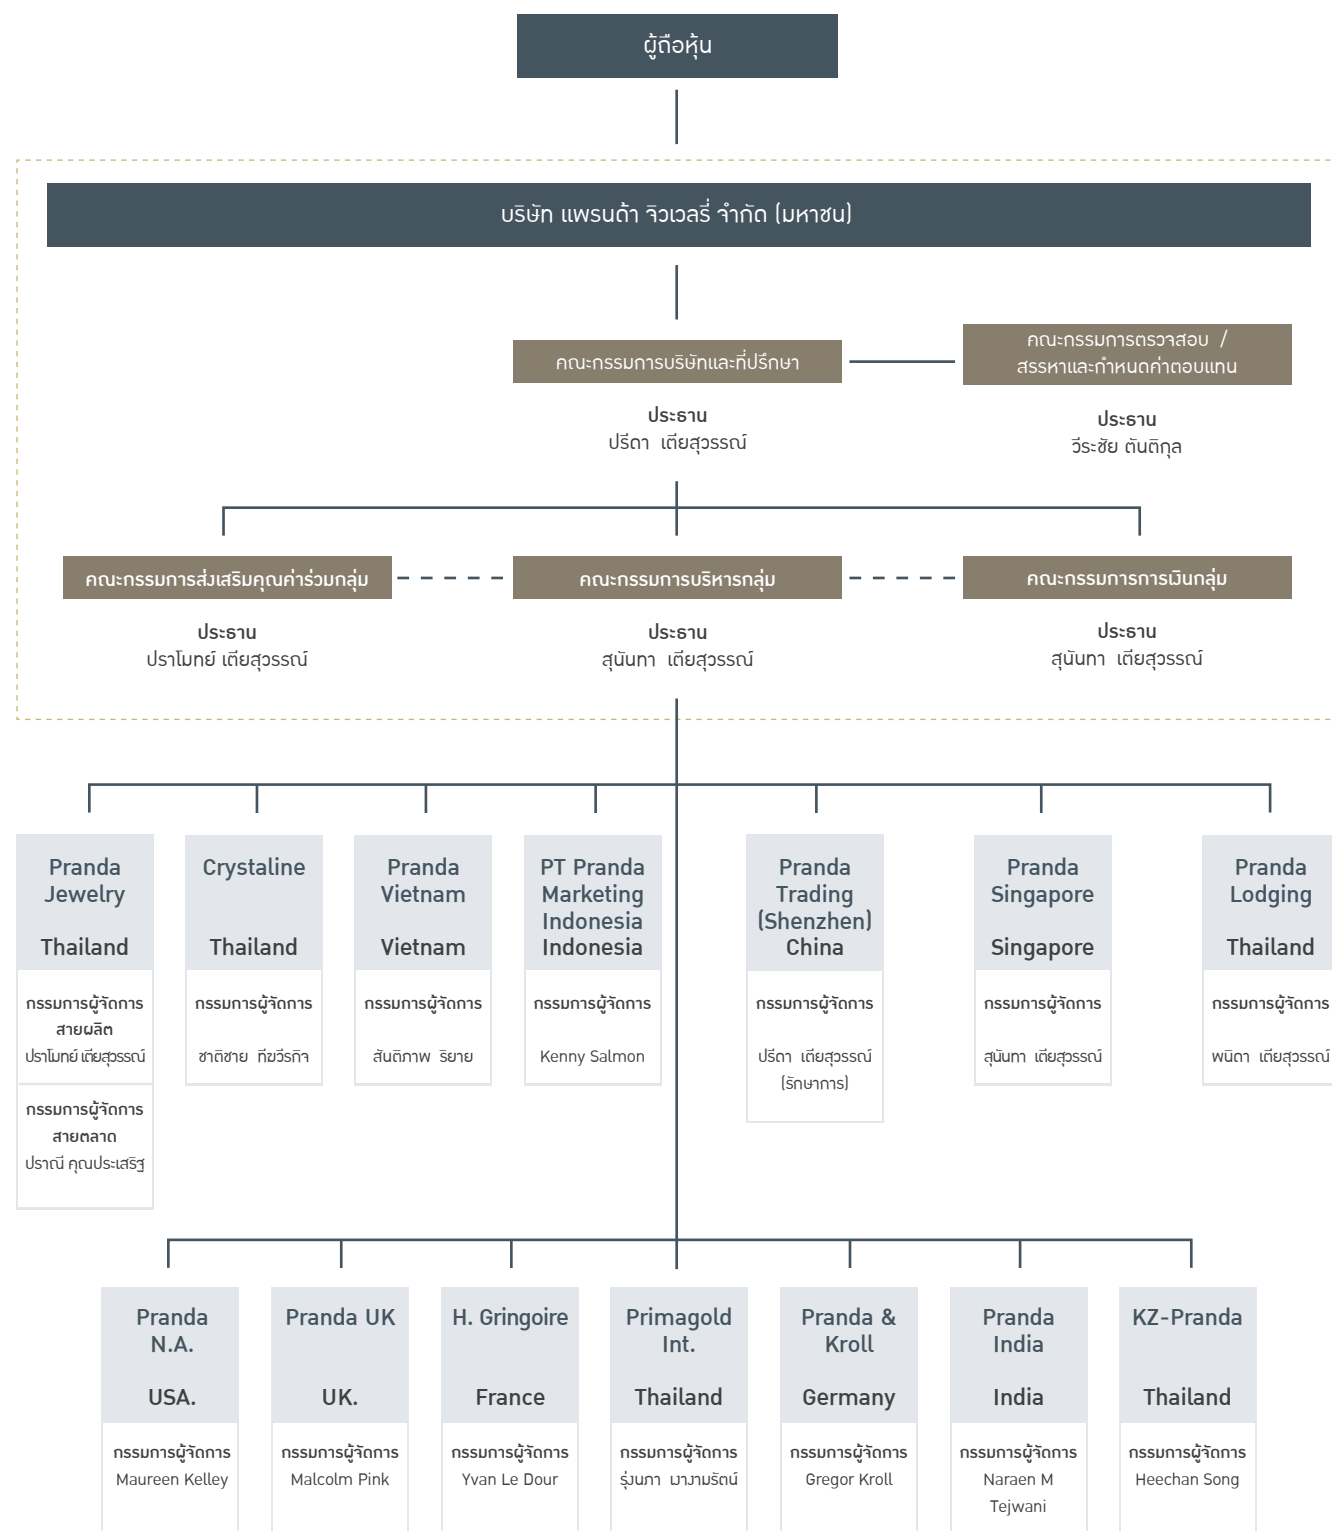 ผู้ถือหุ้น
บริษัท แพรนด้า จิวเวลรี่ จำกัด (มหาชน)
คณะกรรมการบริษัทและที่ปรึกษา
คณะกรรมการตรวจสอบ /
สรรหาและกำหนดค่าตอบแทน
ประธาน
ปรีดา เตียสุวรรณ์
ประธาน
วีระชัย ตันติกุล
คณะกรรมการส่งเสริมคุณค่าร่วมกลุ่ม
คณะกรรมการบริหารกลุ่ม
คณะกรรมการการเงินกลุ่ม
ประธาน
ปราโมทย์ เตียสุวรรณ์
ประธาน
สุนันทา เตียสุวรรณ์
ประธาน
สุนันทา เตียสุวรรณ์
Pranda
Jewelry
Thailand
กรรมการผู้จัดการ
สายผลิต
ปราโมทย์ เตียสุวรรณ์
กรรมการผู้จัดการ
สายตลาด
ปราณี คุณประเสริฐ
Crystaline
Thailand
กรรมการผู้จัดการ
ชาติชาย ทีฆวีรกิจ
Pranda
Vietnam
Vietnam
กรรมการผู้จัดการ
สันติภาพ ริยาย
PT Pranda
Marketing
Indonesia
Indonesia
กรรมการผู้จัดการ
Kenny Salmon
Pranda
Trading
(Shenzhen)
China
กรรมการผู้จัดการ
ปรีดา เตียสุวรรณ์
(รักษาการ)
Pranda
Singapore
Singapore
กรรมการผู้จัดการ
สุนันทา เตียสุวรรณ์
Pranda
Lodging
Thailand
กรรมการผู้จัดการ
พนิดา เตียสุวรรณ์
Pranda
N.A.
USA.
กรรมการผู้จัดการ
Maureen Kelley
Pranda UK
UK.
กรรมการผู้จัดการ
Malcolm Pink
H. Gringoire
France
กรรมการผู้จัดการ
Yvan Le Dour
Primagold
Int.
Thailand
กรรมการผู้จัดการ
รุ่งนภา เงางามรัตน์
Pranda &
Kroll
Germany
กรรมการผู้จัดการ
Gregor Kroll
Pranda
India
India
กรรมการผู้จัดการ
Naraen M
Tejwani
KZ-Pranda
Thailand
กรรมการผู้จัดการ
Heechan Song